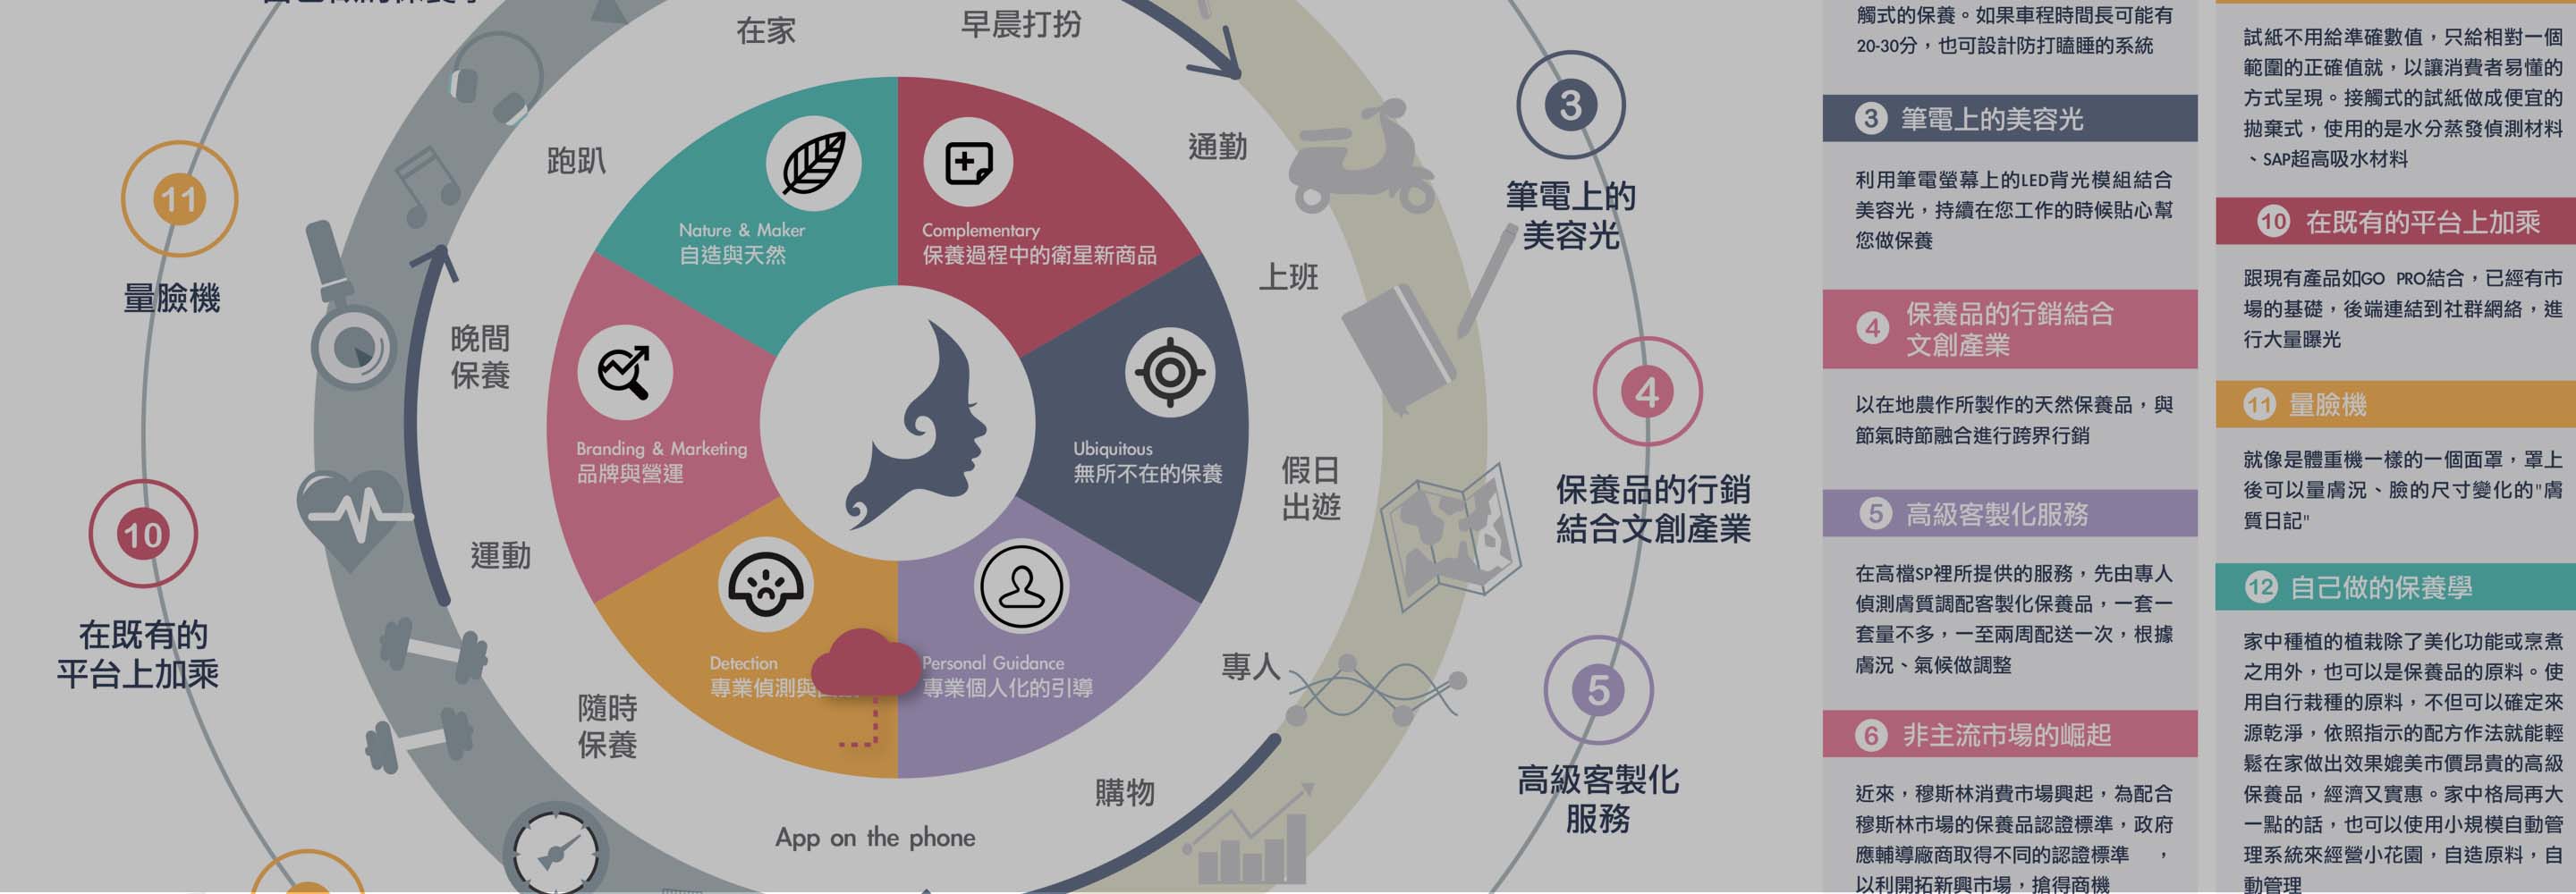 在家
早晨打扮
跑趴
通勤
上班
晚間
保養
假日
出遊
運動
專人
隨時
保養
購物
App on the phone
Nature & Maker
自造與天然
Complementary
保養過程中的衛星新商品
Branding & Marketing
品牌與營運
Ubiquitous
無所不在的保養
Detection
專業偵測與
Personal Guidance
專業個人化的引導
11
量臉機
10
在既有的
平台上加乘
3
筆電上的
美容光
4
保養品的行銷
結合文創產業
5
高級客製化
服務
觸式的保養。如果車程時間長可能有
20-30分，也可設計防打瞌睡的系統
3 筆電上的美容光
利用筆電螢幕上的LED背光模組結合
美容光，持續在您工作的時候貼心幫
您做保養
4 保養品的行銷結合
文創產業
以在地農作所製作的天然保養品，與
節氣時節融合進行跨界行銷
5 高級客製化服務
在高檔SP裡所提供的服務，先由專人
偵測膚質調配客製化保養品，一套一
套量不多，一至兩周配送一次，根據
膚況、氣候做調整
6 非主流市場的崛起
近來，穆斯林消費市場興起，為配合
穆斯林市場的保養品認證標準，政府
應輔導廠商取得不同的認證標準 ，
以利開拓新興市場，搶得商機
試紙不用給準確數值，只給相對一個
範圍的正確值就，以讓消費者易懂的
方式呈現。接觸式的試紙做成便宜的
拋棄式，使用的是水分蒸發偵測材料
、SAP超高吸水材料
10 在既有的平台上加乘
跟現有產品如GO PRO結合，已經有市
場的基礎，後端連結到社群網絡，進
行大量曝光
11 量臉機
就像是體重機一樣的一個面罩，罩上
後可以量膚況、臉的尺寸變化的"膚
質日記"
12 自己做的保養學
家中種植的植栽除了美化功能或烹煮
之用外，也可以是保養品的原料。使
用自行栽種的原料，不但可以確定來
源乾淨，依照指示的配方作法就能輕
鬆在家做出效果媲美市價昂貴的高級
保養品，經濟又實惠。家中格局再大
一點的話，也可以使用小規模自動管
理系統來經營小花園，自造原料，自
動管理